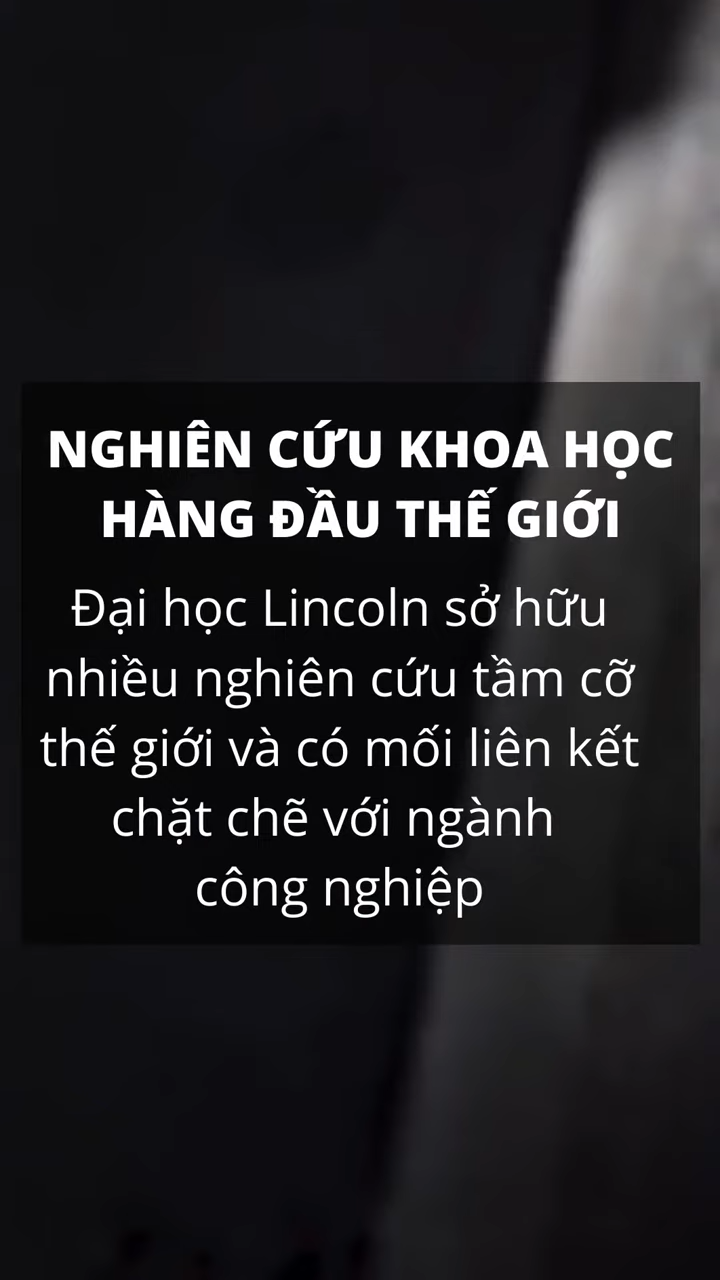 NGHIÊN CỨU KHOA HỌC
HÀNG ĐẦU THẾ GIỚI
Đại học Lincoln sở hữu
nhiều nghiên cứu tầm cỡ
thế giới và có mối liên kết
chặt chẽ với ngành
công nghiệp